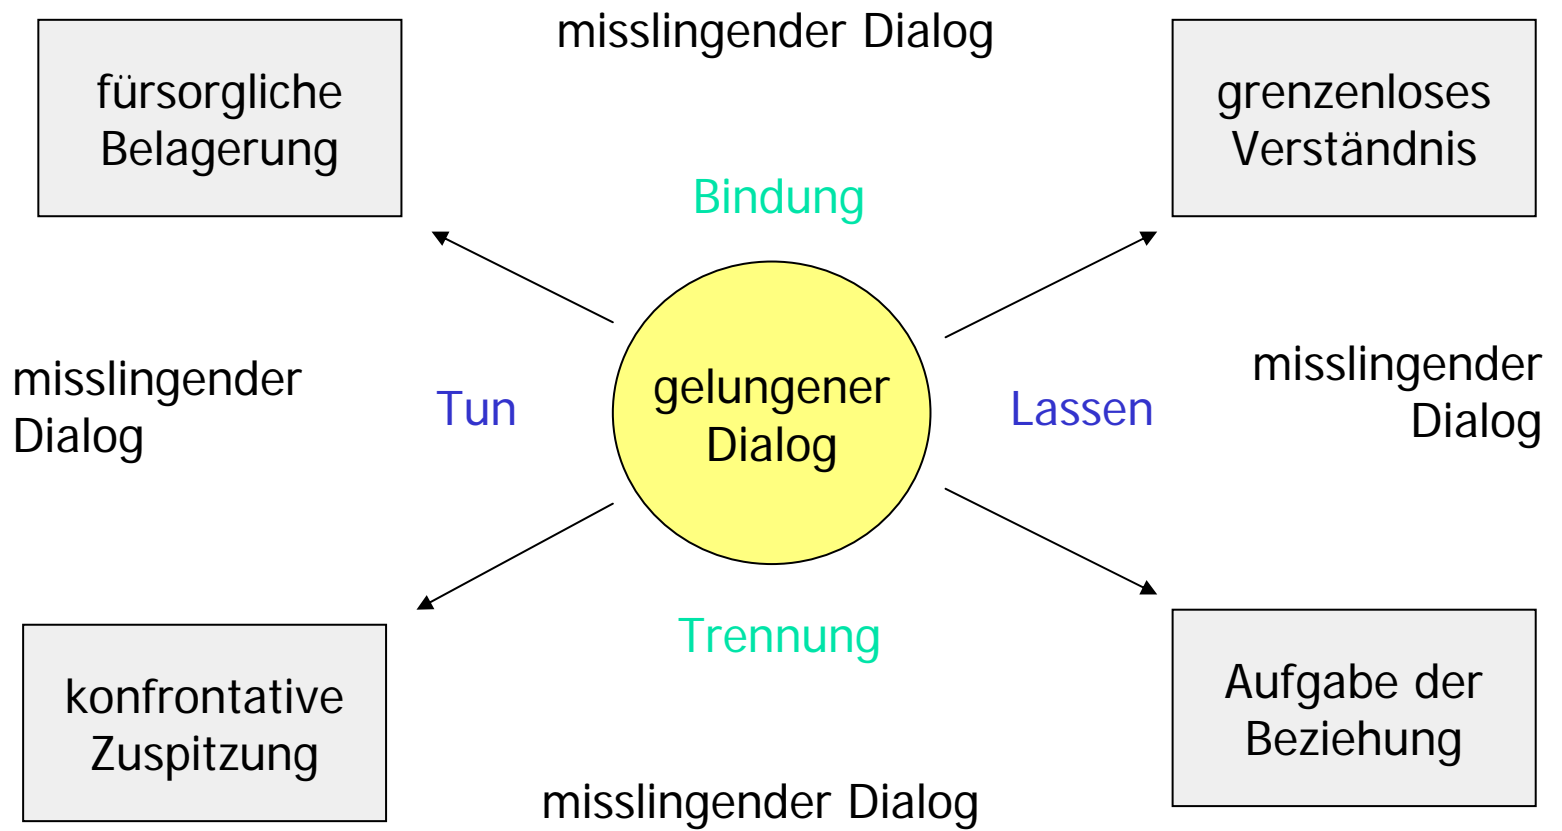 misslingender Dialog
fürsorgliche
Belagerung
grenzenloses
Verständnis
Bindung
misslingender
Dialog
Tun
gelungener
Dialog
Lassen
misslingender
Dialog
Trennung
konfrontative
Zuspitzung
Aufgabe der
Beziehung
misslingender Dialog